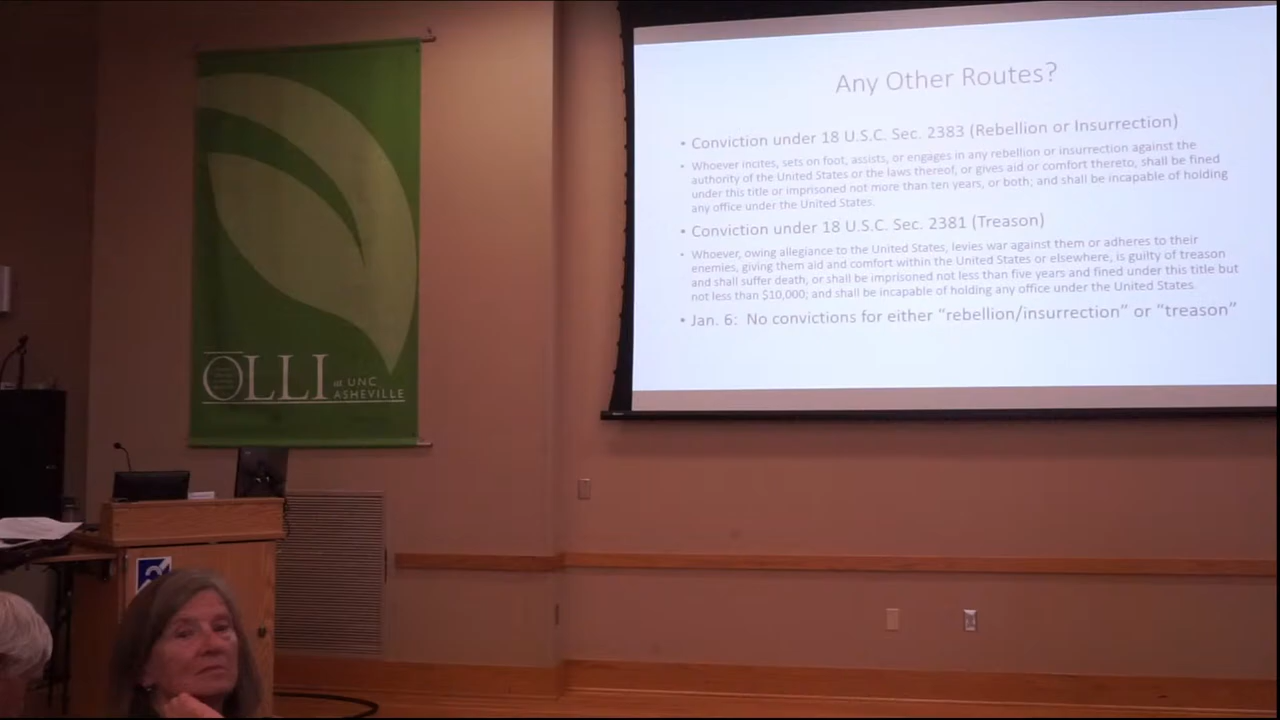 Any Other Routes?
• Conviction under 18 U.S.C. Sec. 2383 (Rebellion or Insurrection)
• Whoever incites, sets on foot, assists, or engages in any rebellion or insurrection against the
authority of the United States or the laws thereof, or gives aid or comfort thereto, shall be fined
under this title or imprisoned not more than ten years, or both; and shall be incapable of holding
any office under the United States.
• Conviction under 18 U.S.C. Sec. 2381 (Treason)
• Whoever, owing allegiance to the United States, levies war against them or adheres to their
enemies, giving them aid and comfort within the United States or elsewhere, is guilty of treason
and shall suffer death, or shall be imprisoned not less than five years and fined under this title but
not less than $10,000; and shall be incapable of holding any office under the United States.
• Jan. 6: No convictions for either “rebellion/insurrection” or “treason”
OLLI at UNC
ASHEVILLE